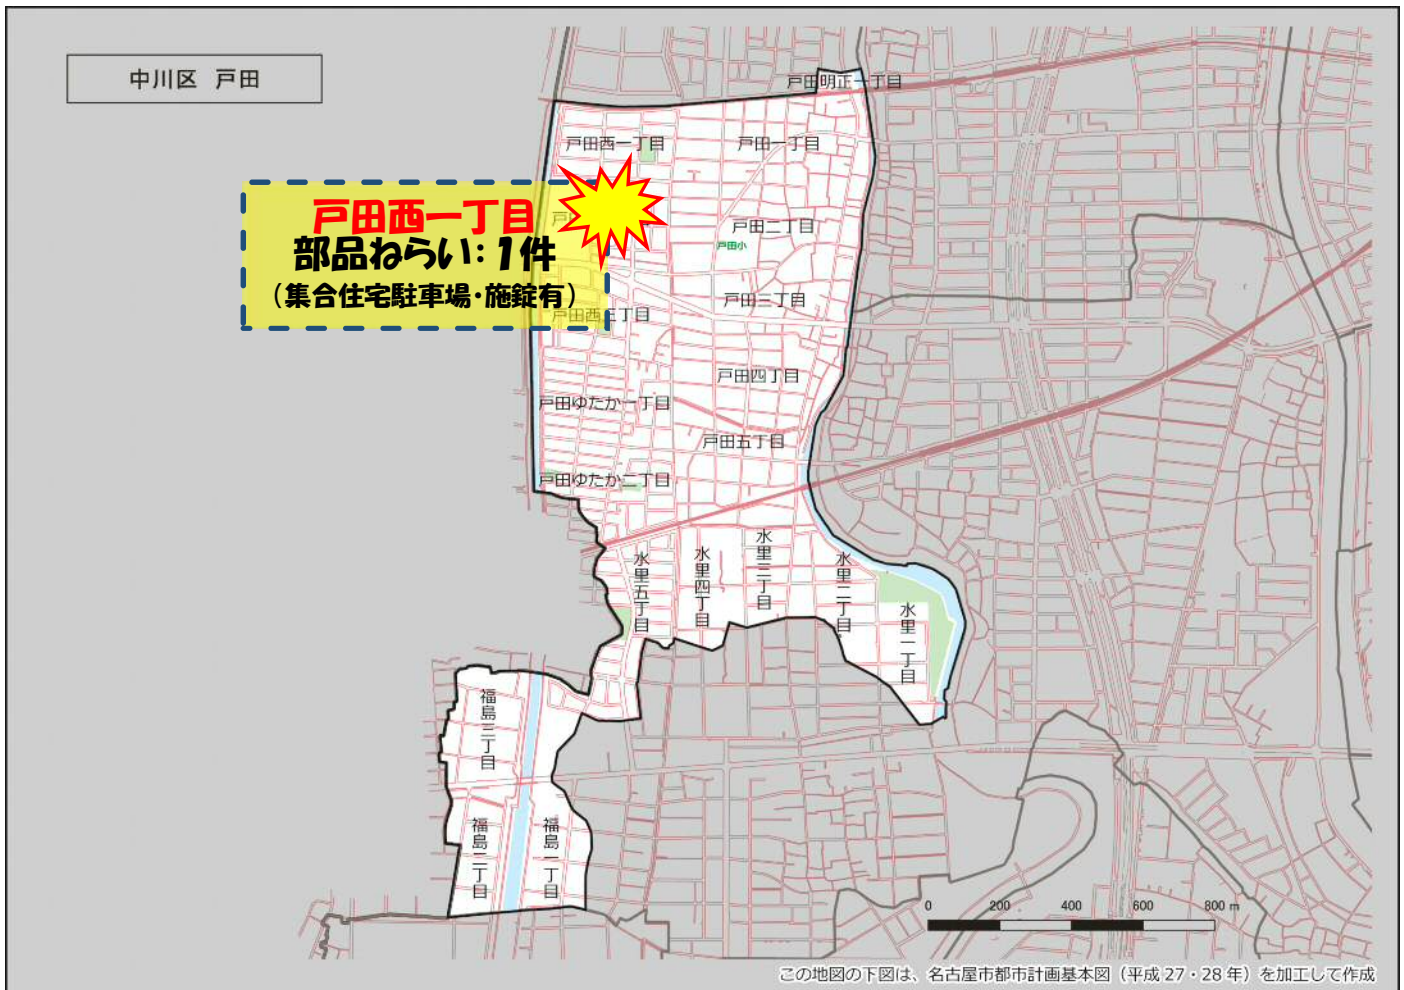 中川区 戸田
戸田明正一丁目
戸田西一丁目
戸田一丁目
戸田西一丁目
部品ねらい：1件
（集合住宅駐車場・施錠有）
戸田二丁目
戸田小
戸田三丁目
戸田西三丁目
戸田四丁目
戸田ゆたか一丁目
戸田五丁目
戸田ゆたか二丁目
水里五丁目
水里四丁目
水里三丁目
水里二丁目
水里一丁目
福島三丁目
福島二丁目
福島一丁目
0 200 400 600 800 m
この地図の下図は、名古屋市都市計画基本図（平成 27・28 年）を加工して作成